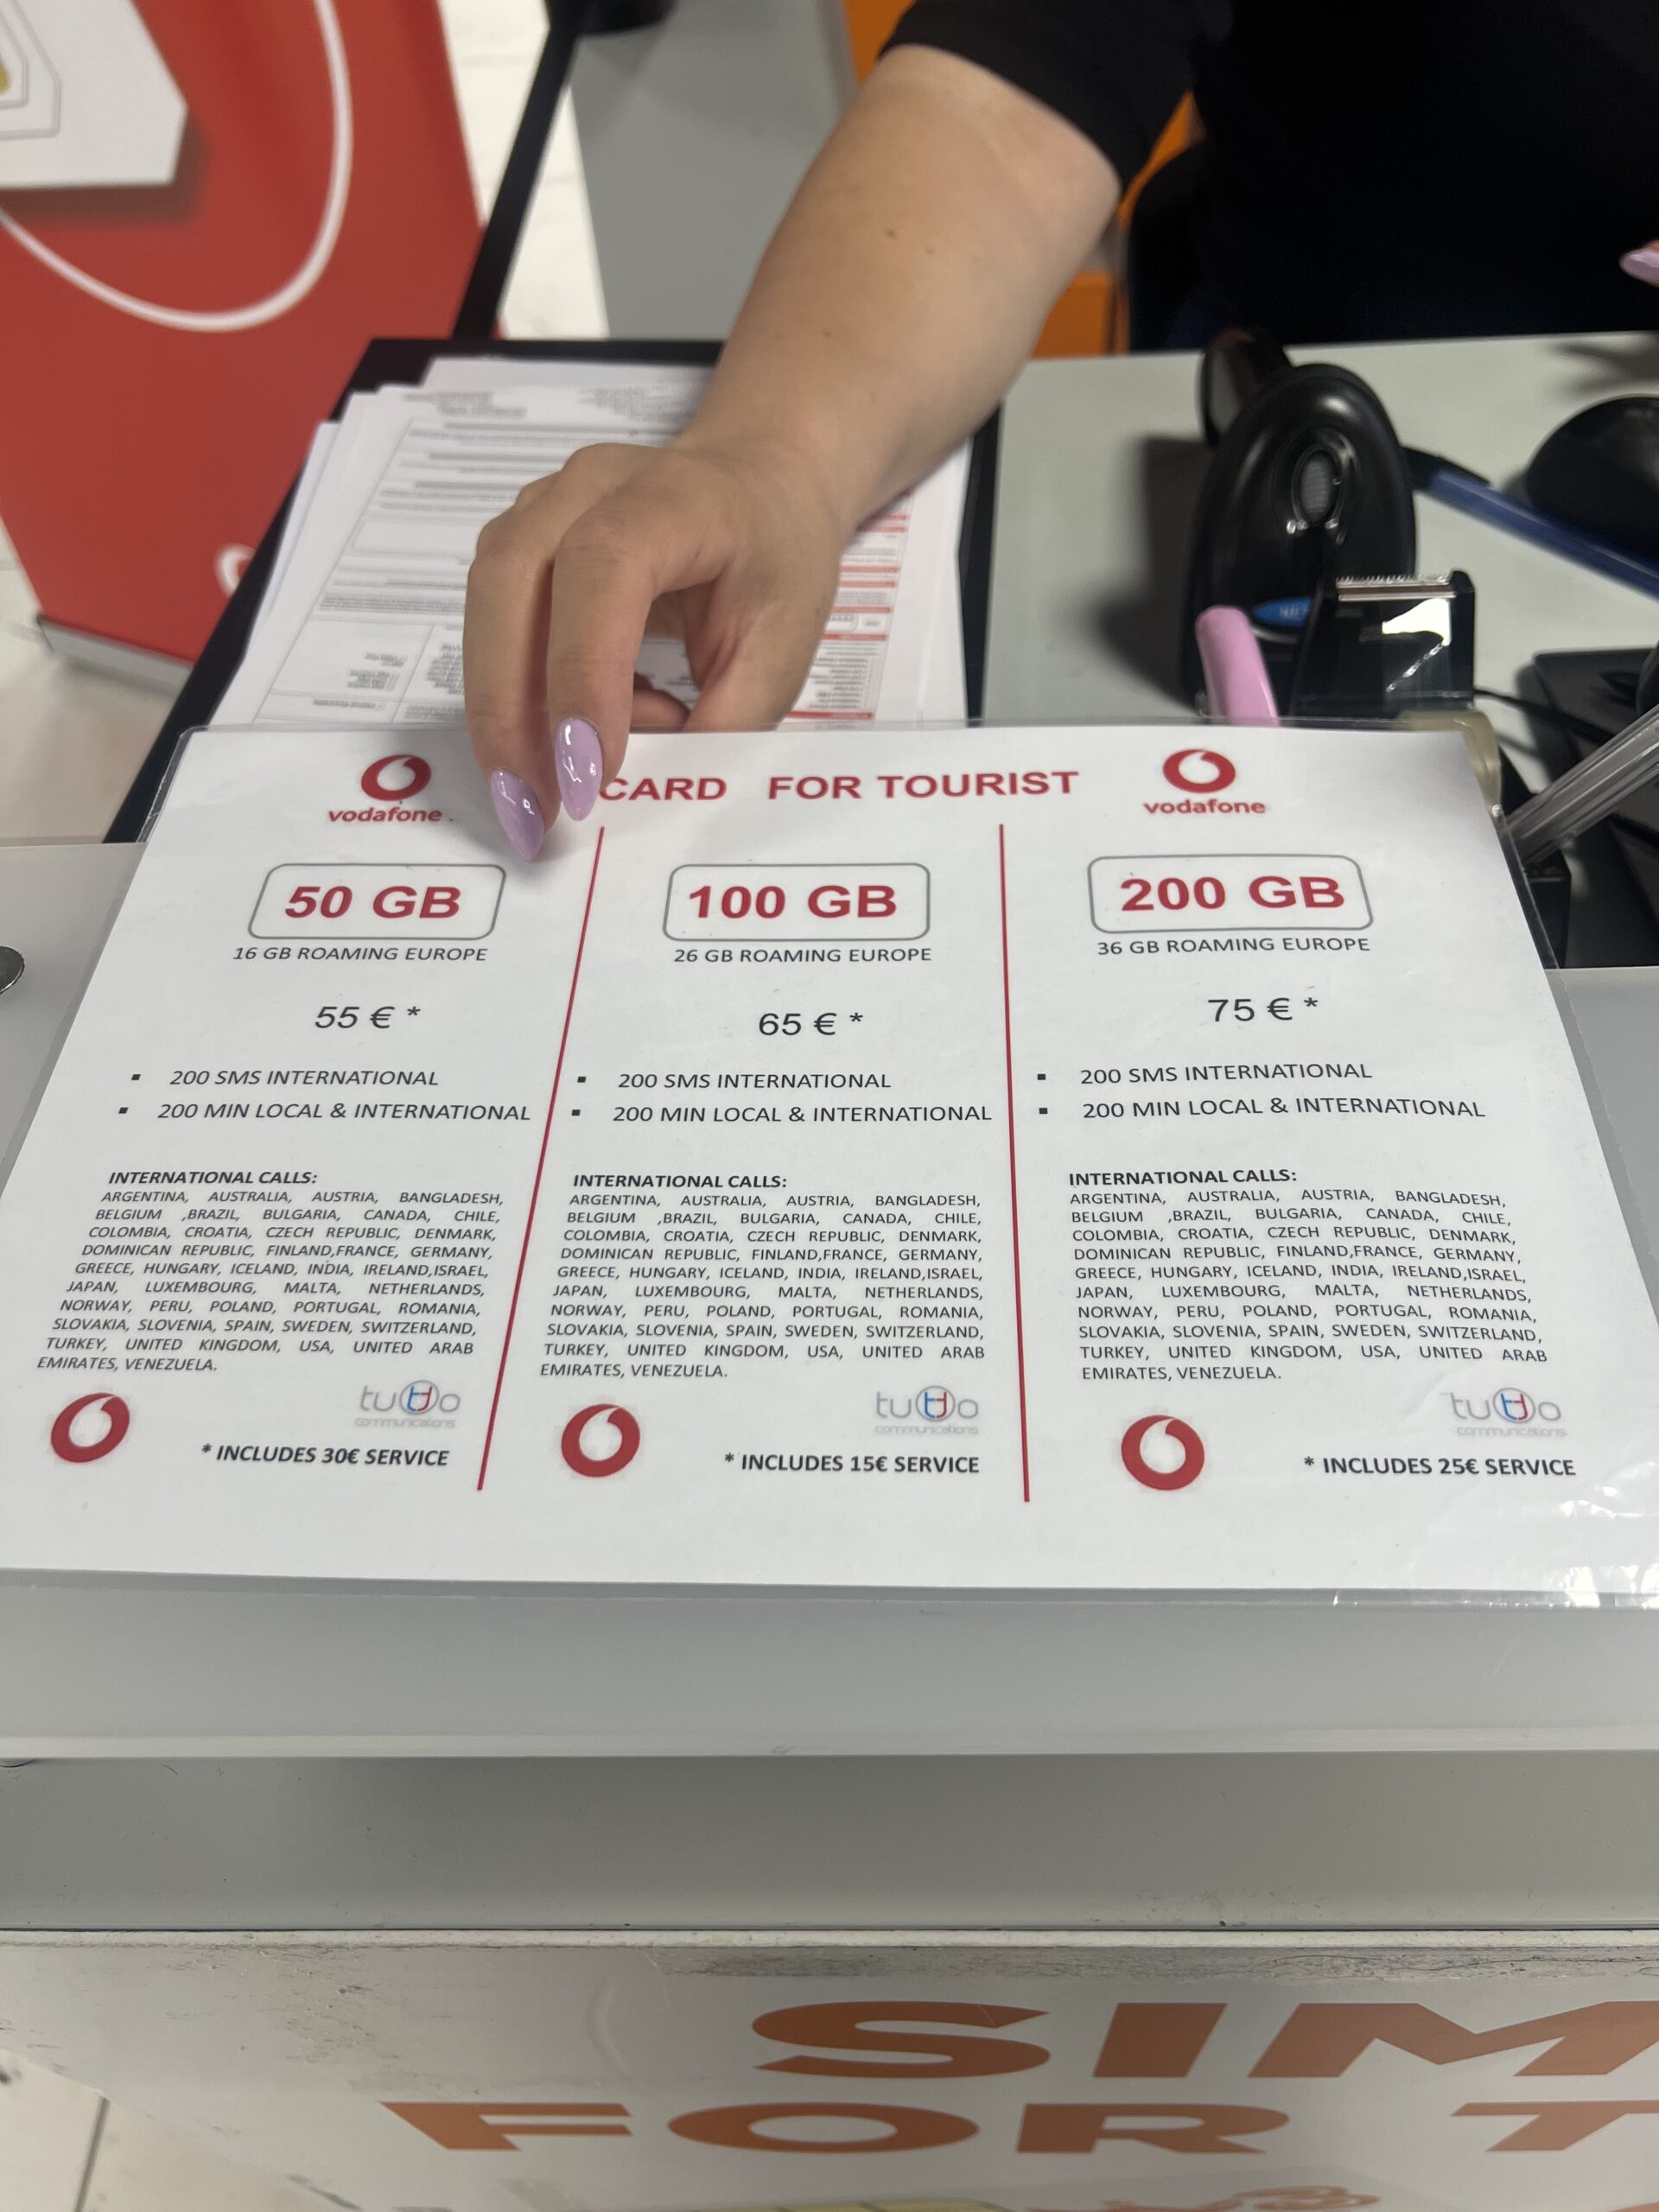 vodafone
CARD FOR TOURIST
vodafone
50 GB
16 GB ROAMING EUROPE
55 € *
▪ 200 SMS INTERNATIONAL
▪ 200 MIN LOCAL & INTERNATIONAL
INTERNATIONAL CALLS:
ARGENTINA, AUSTRALIA, AUSTRIA, BANGLADESH,
BELGIUM ,BRAZIL, BULGARIA, CANADA, CHILE,
COLOMBIA, CROATIA, CZECH REPUBLIC, DENMARK,
DOMINICAN REPUBLIC, FINLAND,FRANCE, GERMANY,
GREECE, HUNGARY, ICELAND, INDIA, IRELAND,ISRAEL,
JAPAN, LUXEMBOURG, MALTA, NETHERLANDS,
NORWAY, PERU, POLAND, PORTUGAL, ROMANIA,
SLOVAKIA, SLOVENIA, SPAIN, SWEDEN, SWITZERLAND,
TURKEY, UNITED KINGDOM, USA, UNITED ARAB
EMIRATES, VENEZUELA.
tutto
communications
* INCLUDES 30€ SERVICE
100 GB
26 GB ROAMING EUROPE
65 € *
▪ 200 SMS INTERNATIONAL
▪ 200 MIN LOCAL & INTERNATIONAL
INTERNATIONAL CALLS:
ARGENTINA, AUSTRALIA, AUSTRIA, BANGLADESH,
BELGIUM ,BRAZIL, BULGARIA, CANADA, CHILE,
COLOMBIA, CROATIA, CZECH REPUBLIC, DENMARK,
DOMINICAN REPUBLIC, FINLAND,FRANCE, GERMANY,
GREECE, HUNGARY, ICELAND, INDIA, IRELAND,ISRAEL,
JAPAN, LUXEMBOURG, MALTA, NETHERLANDS,
NORWAY, PERU, POLAND, PORTUGAL, ROMANIA,
SLOVAKIA, SLOVENIA, SPAIN, SWEDEN, SWITZERLAND,
TURKEY, UNITED KINGDOM, USA, UNITED ARAB
EMIRATES, VENEZUELA.
tutto
communications
* INCLUDES 15€ SERVICE
200 GB
36 GB ROAMING EUROPE
75 € *
▪ 200 SMS INTERNATIONAL
▪ 200 MIN LOCAL & INTERNATIONAL
INTERNATIONAL CALLS:
ARGENTINA, AUSTRALIA, AUSTRIA, BANGLADESH,
BELGIUM ,BRAZIL, BULGARIA, CANADA, CHILE,
COLOMBIA, CROATIA, CZECH REPUBLIC, DENMARK,
DOMINICAN REPUBLIC, FINLAND,FRANCE, GERMANY,
GREECE, HUNGARY, ICELAND, INDIA, IRELAND,ISRAEL,
JAPAN, LUXEMBOURG, MALTA, NETHERLANDS,
NORWAY, PERU, POLAND, PORTUGAL, ROMANIA,
SLOVAKIA, SLOVENIA, SPAIN, SWEDEN, SWITZERLAND,
TURKEY, UNITED KINGDOM, USA, UNITED ARAB
EMIRATES, VENEZUELA.
tutto
communications
* INCLUDES 25€ SERVICE
SIM
FOR T